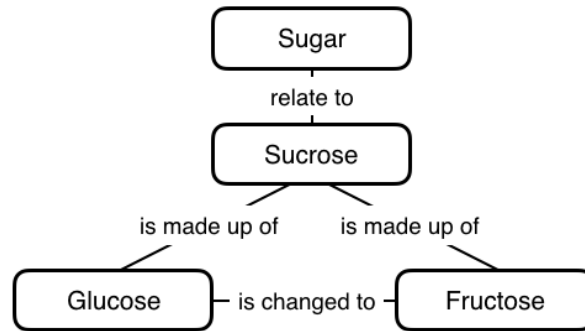 Sugar
relate to
Sucrose
is made up of
is made up of
Glucose
is changed to
Fructose